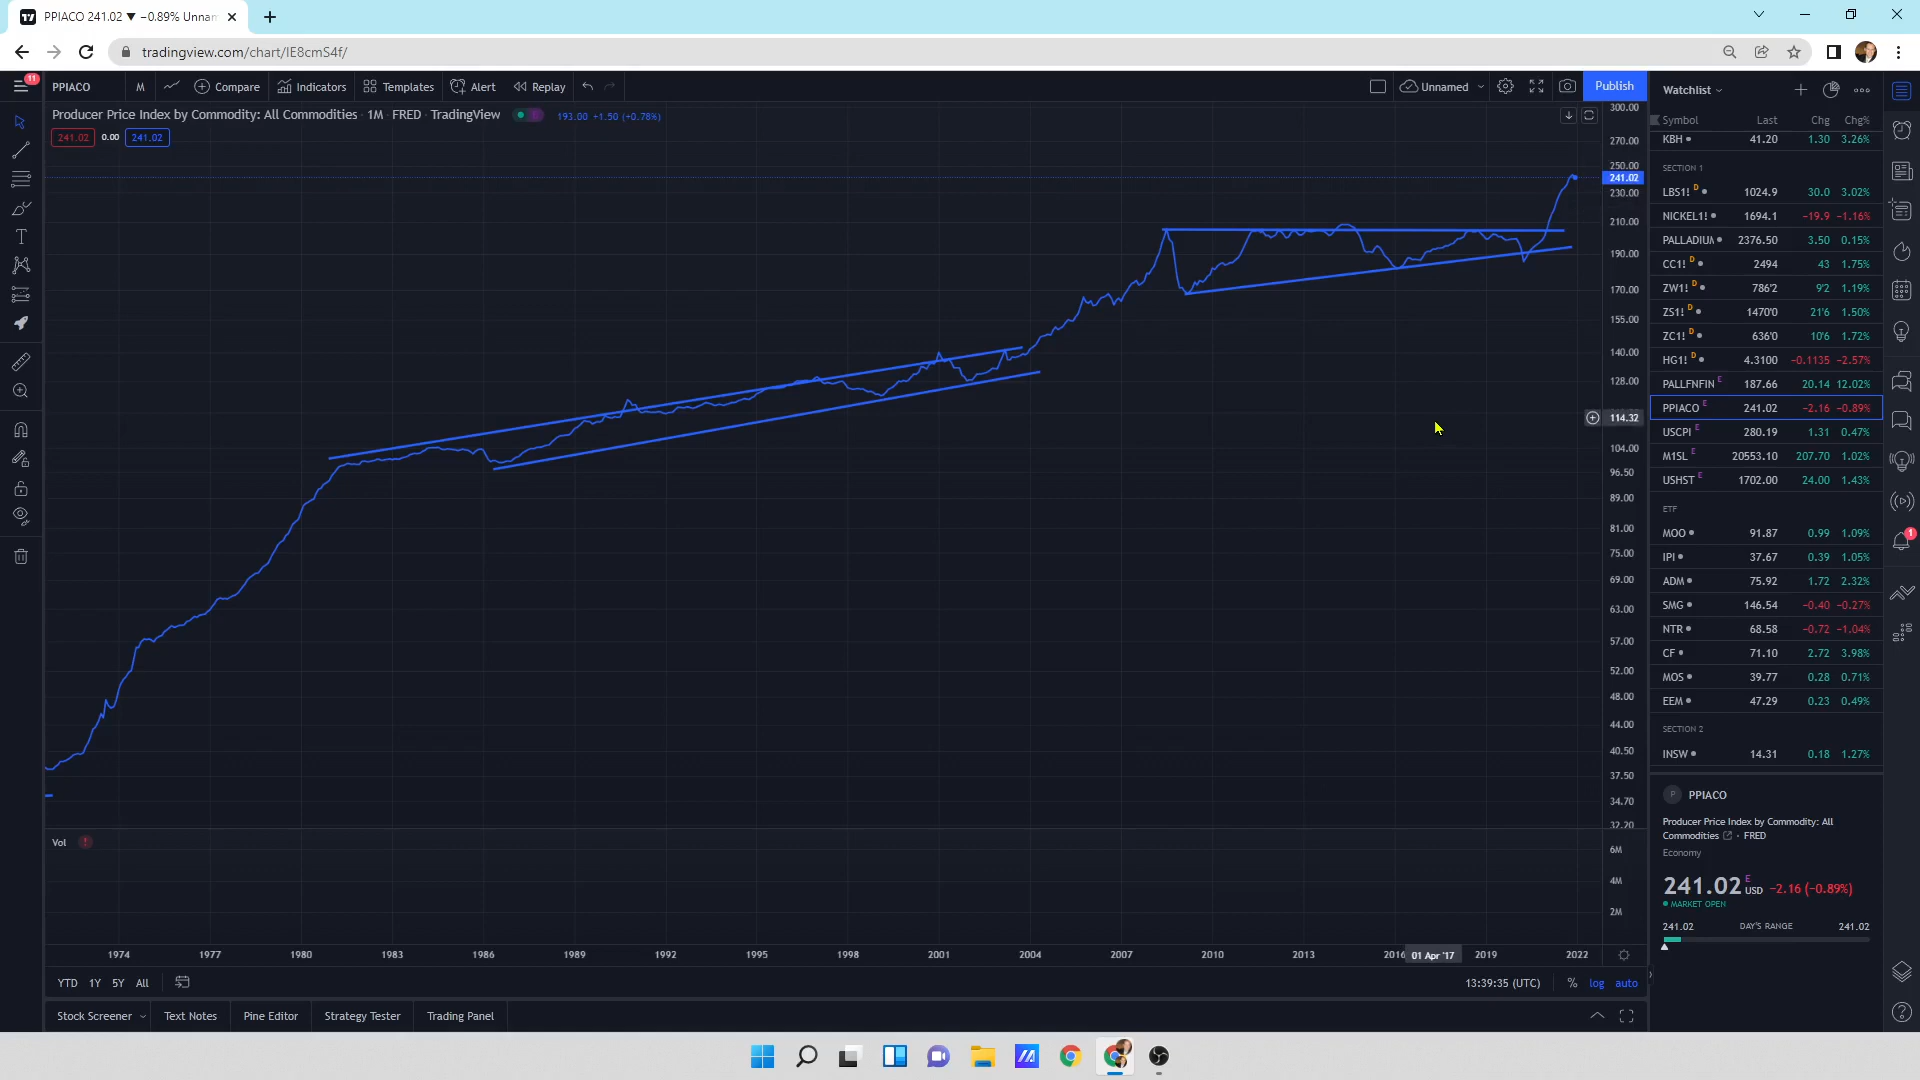 PPIACO 241.02 ▼ −0.89% Unnam
tradingview.com/chart/IE8cmS4f/
11
PPIACO M Compare Indicators Templates Alert Replay Unnamed Publish
Producer Price Index by Commodity: All Commodities · 1M · FRED · TradingView 193.00 +1.50 (+0.78%)
241.02 0.00 241.02
300.00
270.00
250.00
241.02
230.00
210.00
190.00
170.00
155.00
140.00
128.00
114.32
104.00
96.50
89.00
81.00
75.00
69.00
63.00
57.00
52.00
48.00
44.00
40.50
37.50
34.70
32.20
Vol
6M
4M
2M
1974 1977 1980 1983 1986 1989 1992 1995 1998 2001 2004 2007 2010 2013 2016 01 Apr '17 2019 2022
YTD 1Y 5Y All 13:39:35 (UTC) % log auto
Stock Screener Text Notes Pine Editor Strategy Tester Trading Panel
Watchlist
Symbol Last Chg Chg%
KBH 41.20 1.30 3.26%
SECTION 1
LBS1! D 1024.9 30.0 3.02%
NICKEL1! 1694.1 −19.9 −1.16%
PALLADIUM 2376.50 3.50 0.15%
CC1! D 2494 43 1.75%
ZW1! D 786'2 9'2 1.19%
ZS1! D 1470'0 21'6 1.50%
ZC1! D 636'0 10'6 1.72%
HG1! D 4.3100 −0.1135 −2.57%
PALLFNFIN E 187.66 20.14 12.02%
PPIACO E 241.02 −2.16 −0.89%
USCPI E 280.19 1.31 0.47%
M1SL E 20553.10 207.70 1.02%
USHST E 1702.00 24.00 1.43%
ETF
MOO 91.87 0.99 1.09%
IPI 37.67 0.39 1.05%
ADM 75.92 1.72 2.32%
SMG 146.54 −0.40 −0.27%
NTR 68.58 −0.72 −1.04%
CF 71.10 2.72 3.98%
MOS 39.77 0.28 0.71%
EEM 47.29 0.23 0.49%
SECTION 2
INSW 14.31 0.18 1.27%
P PPIACO
Producer Price Index by Commodity: All
Commodities · FRED
Economy
241.02 E USD −2.16 (−0.89%)
MARKET OPEN
241.02 DAY'S RANGE 241.02
1